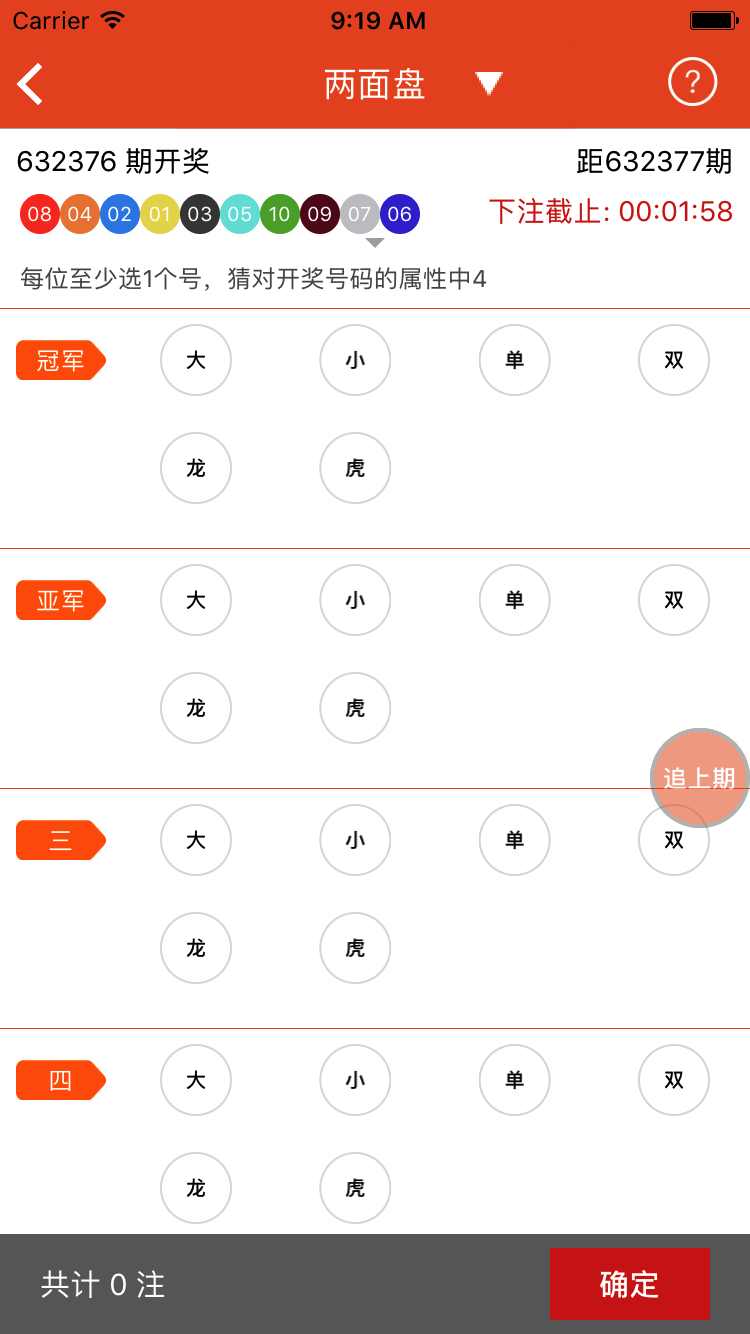 Carrier 9:19 AM
两面盘 ?
632376 期开奖 距632377期
08 04 02 01 03 05 10 09 07 06 下注截止: 00:01:58
每位至少选1个号，猜对开奖号码的属性中4
冠军 大 小 单 双
龙 虎
亚军 大 小 单 双
龙 虎
追上期
三 大 小 单 双
龙 虎
四 大 小 单 双
龙 虎
共计 0 注 确定